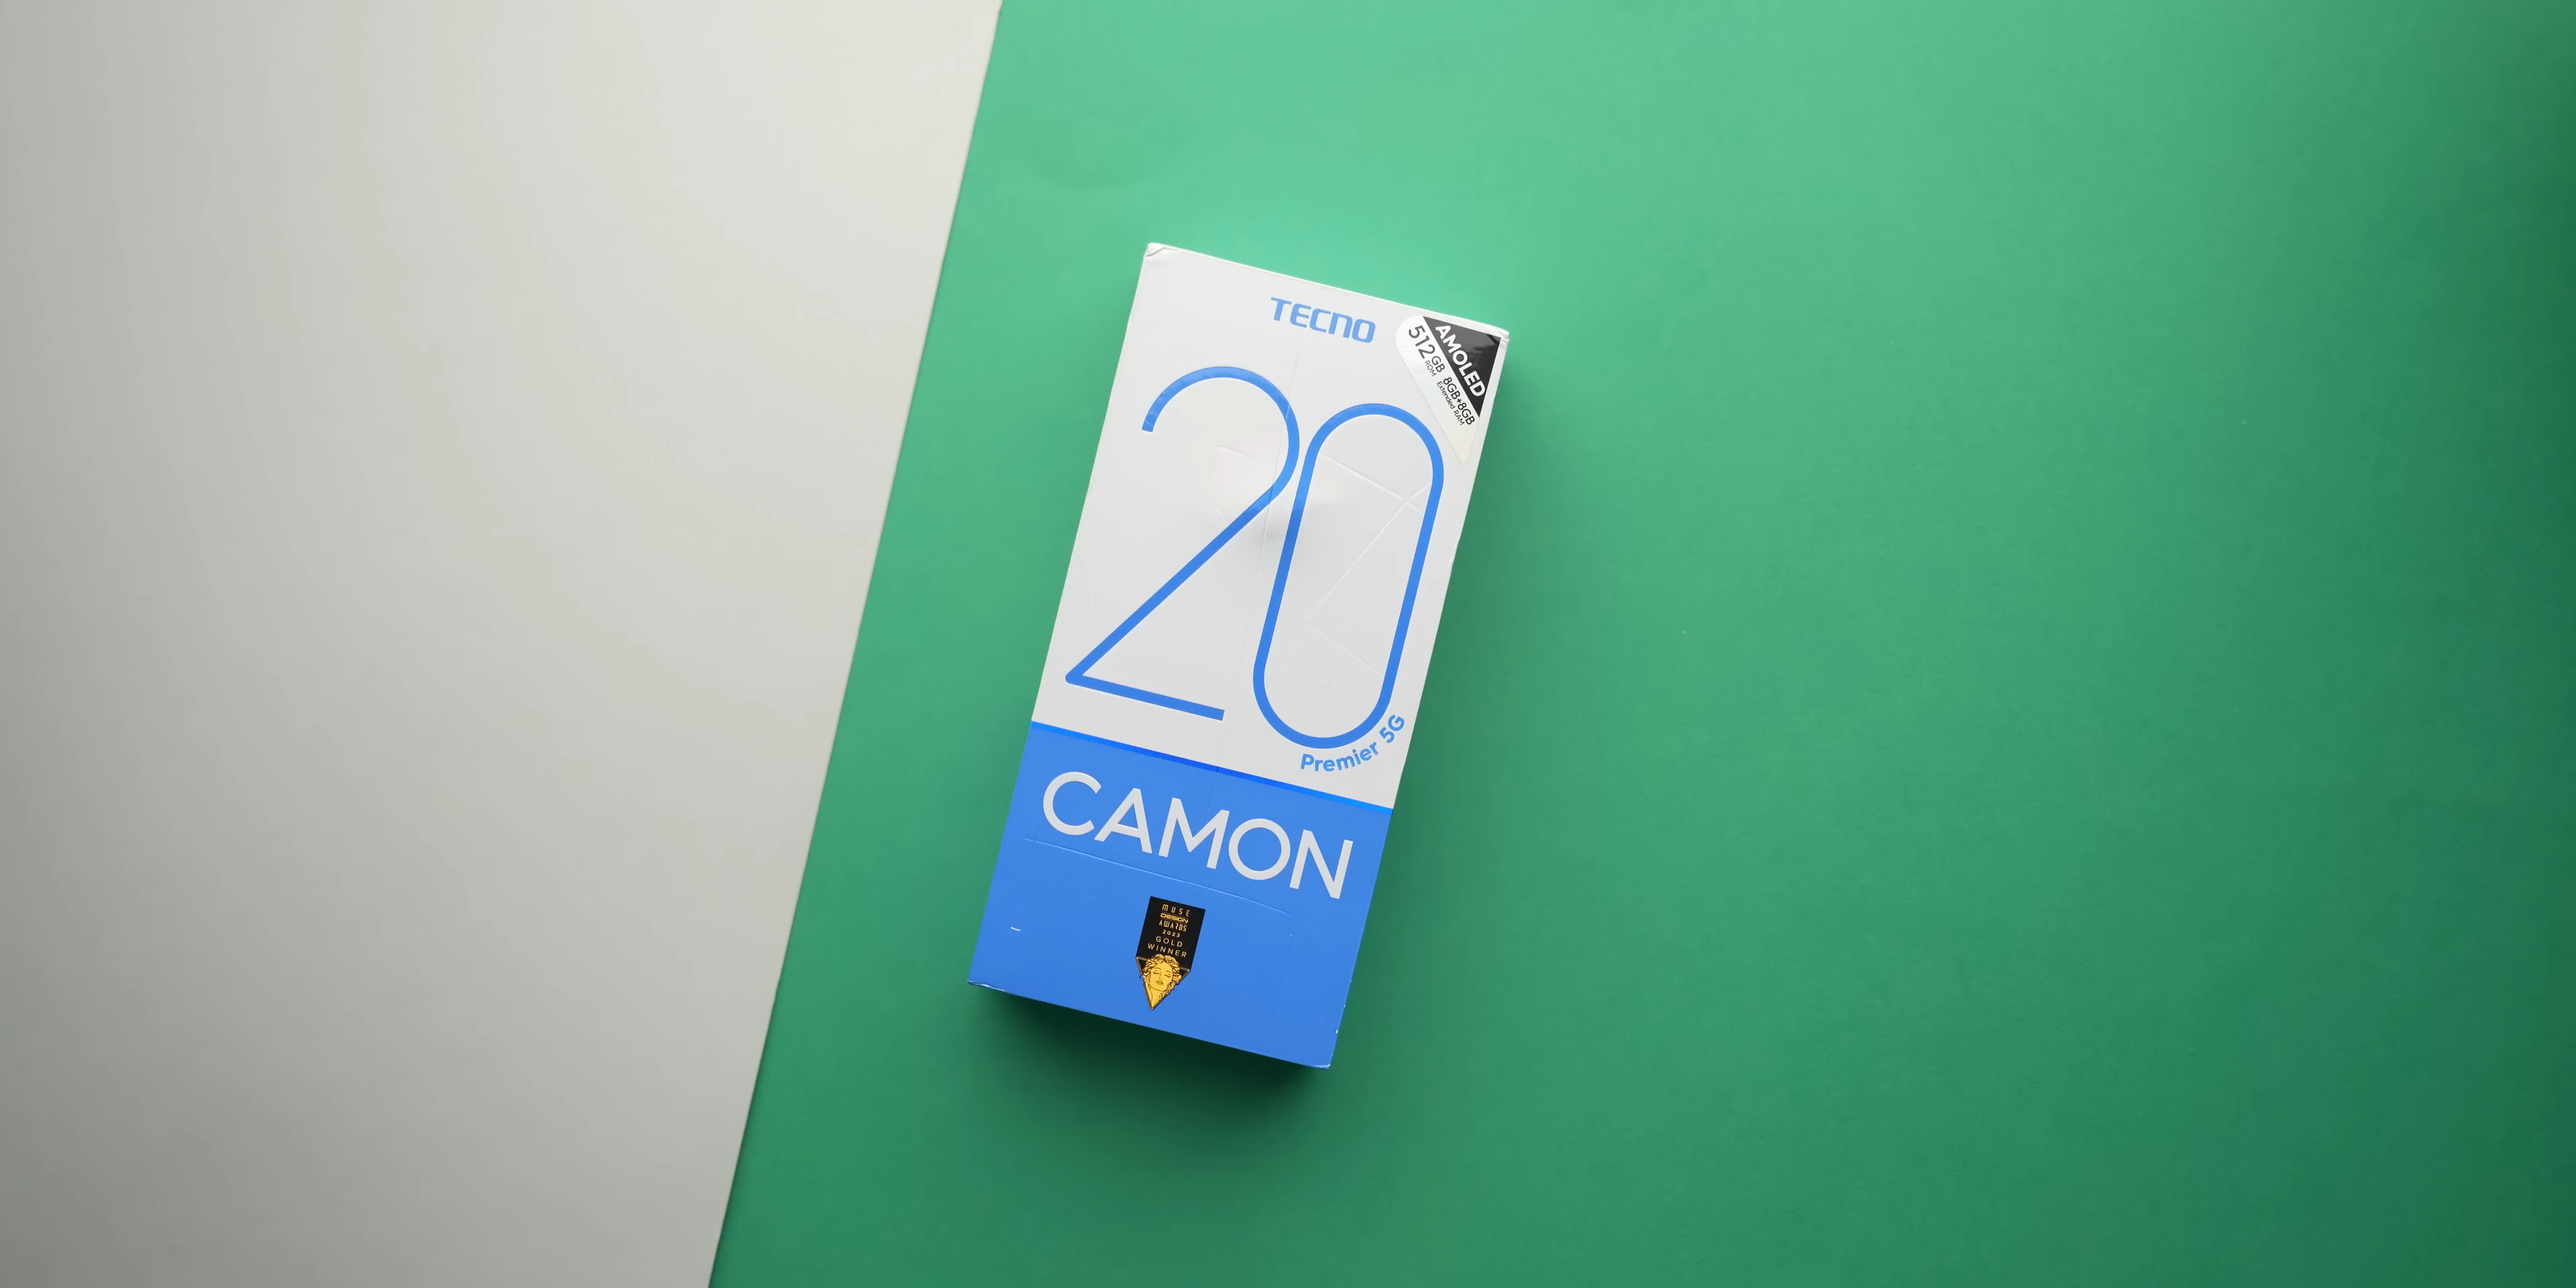 TECNO
AMOLED
512GB ROM 8GB+8GB Extended RAM
20
Premier 5G
CAMON
MUSE
DESIGN
AWARDS
2023
GOLD
WINNER